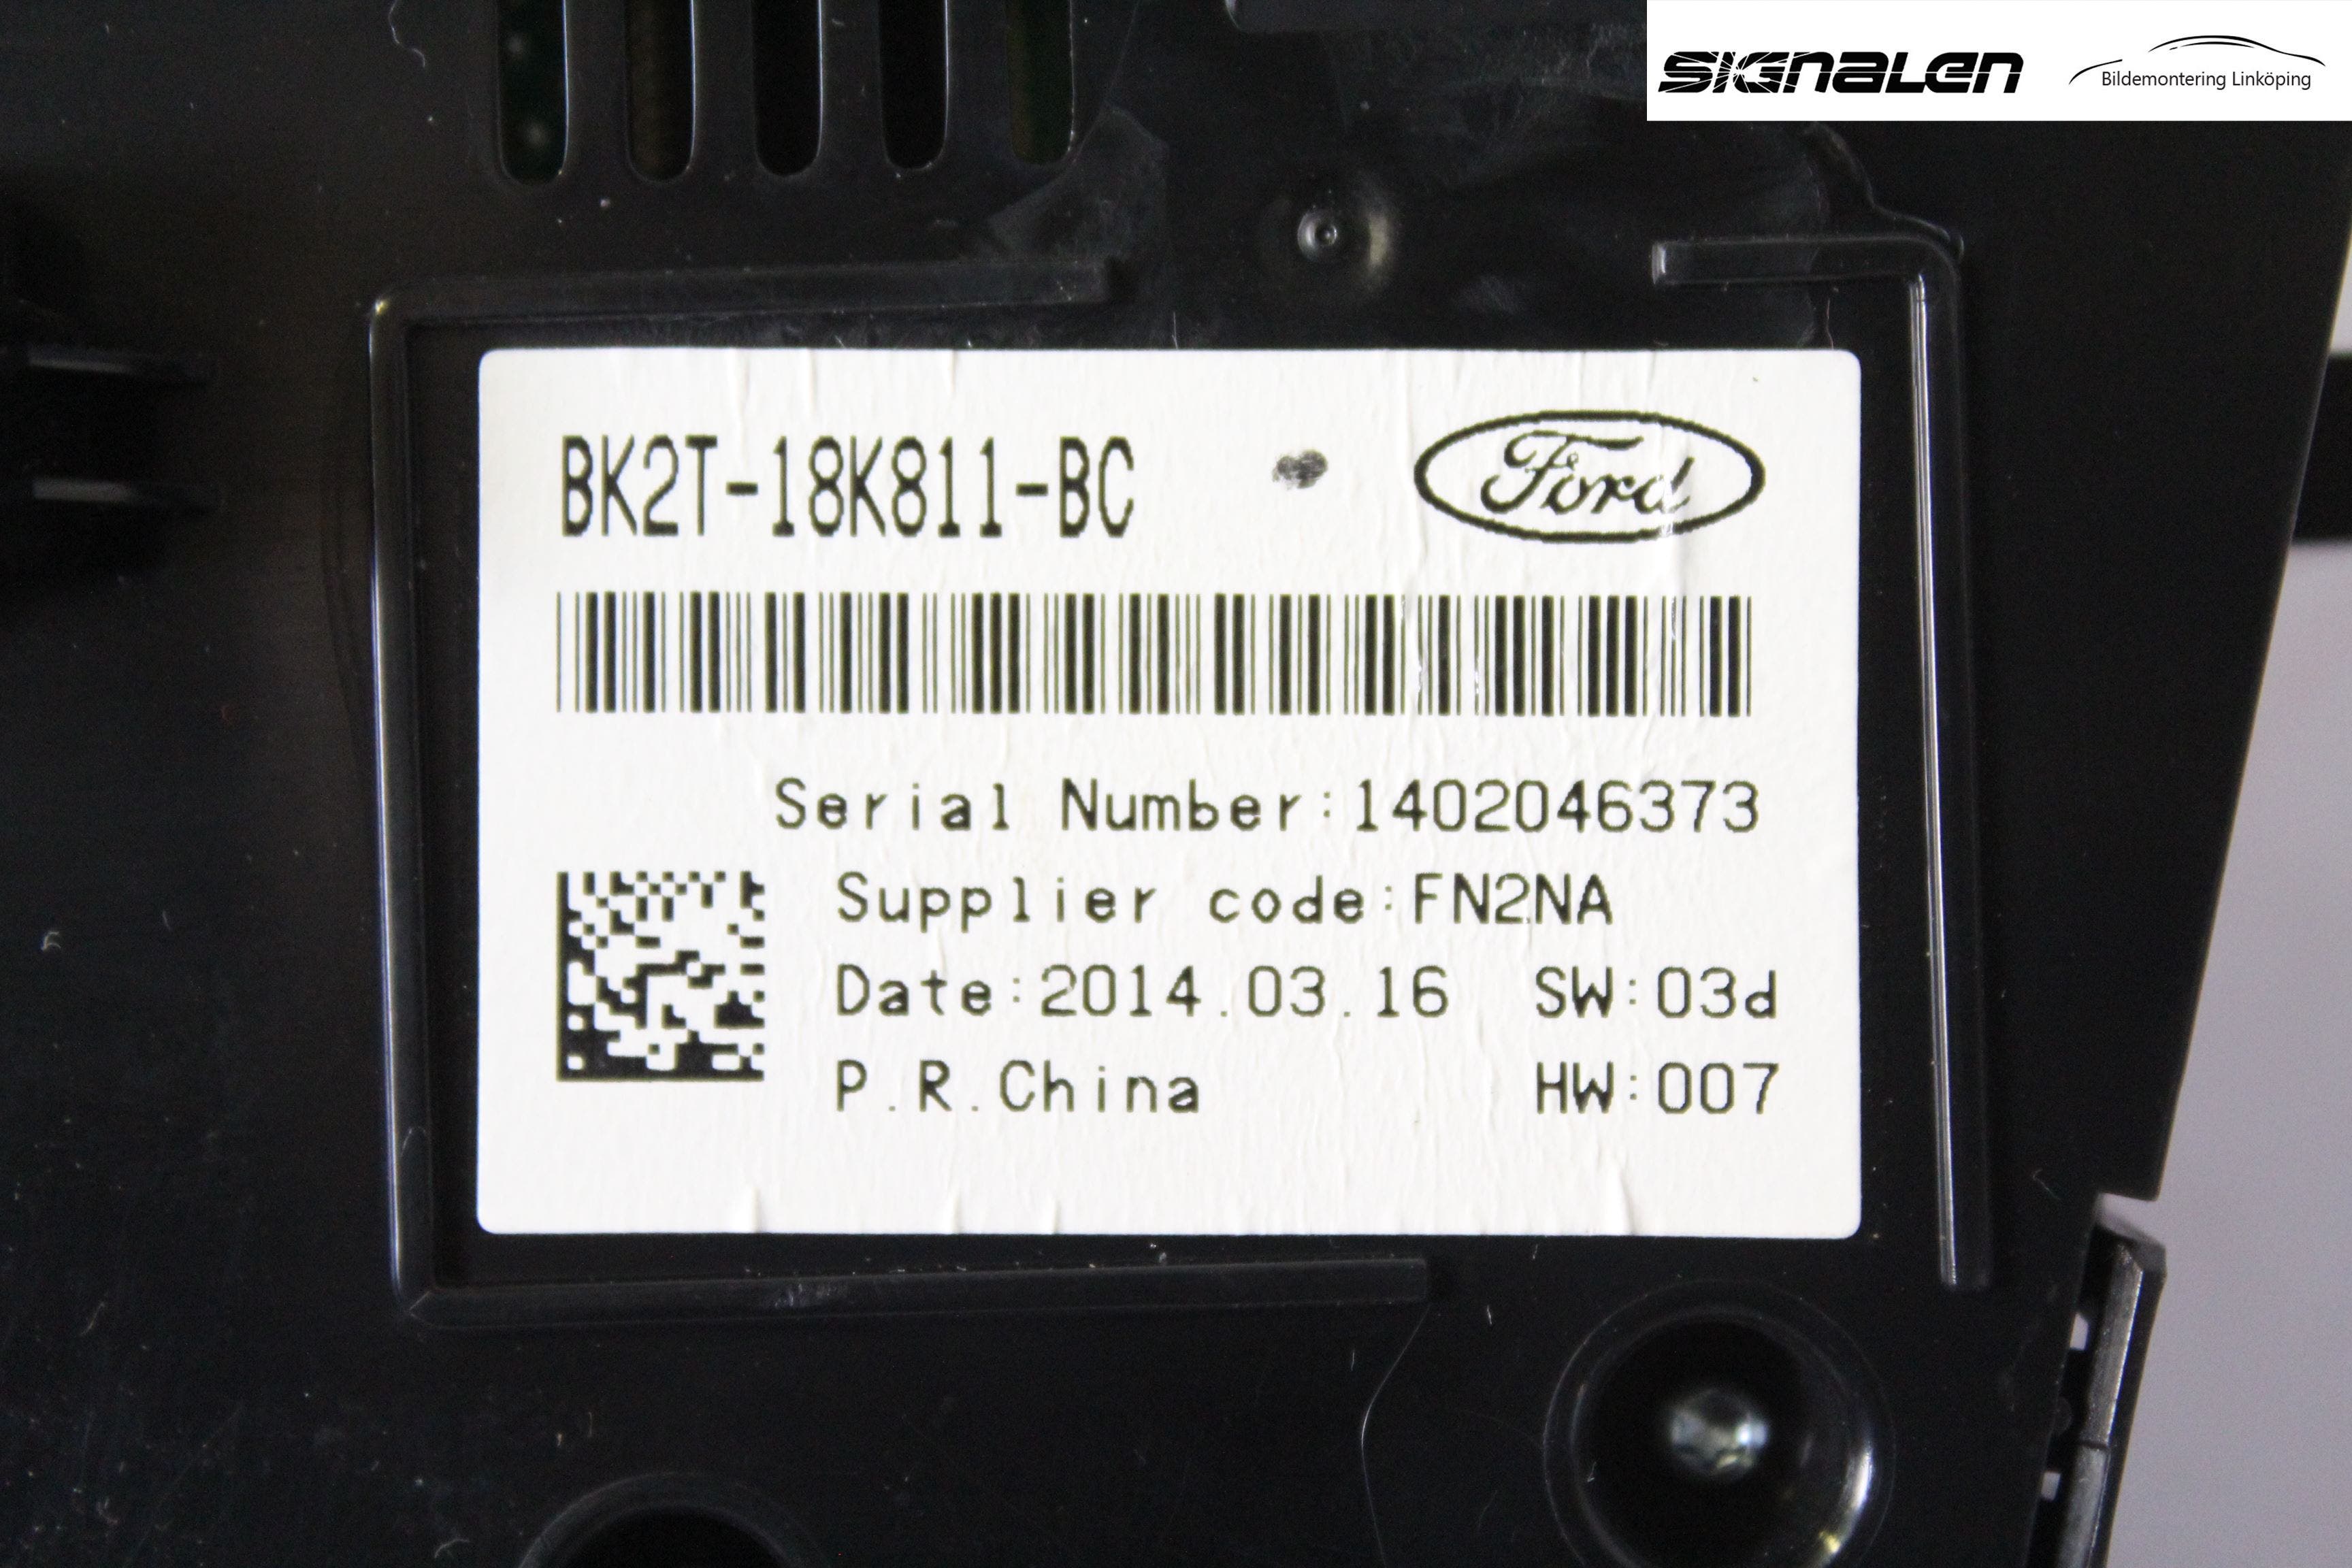 SIGNALEN
Bildemontering Linköping
BK2T-18K811-BC
Ford
Serial Number:1402046373
Supplier code:FN2NA
Date:2014.03.16 SW:03d
P.R.China HW:007